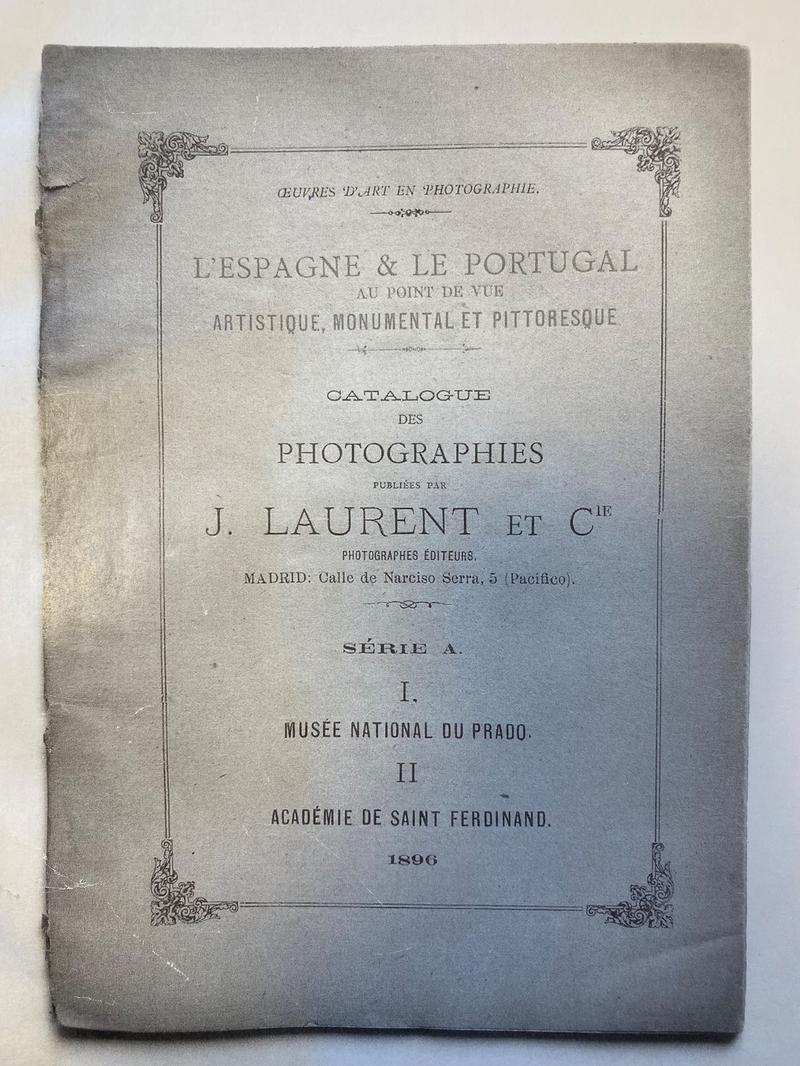 ŒUVRES D'ART EN PHOTOGRAPHIE.
L'ESPAGNE & LE PORTUGAL
AU POINT DE VUE
ARTISTIQUE, MONUMENTAL ET PITTORESQUE
CATALOGUE
DES
PHOTOGRAPHIES
PUBLIÉES PAR
J. LAURENT ET CIE
PHOTOGRAPHES ÉDITEURS.
MADRID: Calle de Narciso Serra, 5 (Pacífico).
SÉRIE A.
I.
MUSÉE NATIONAL DU PRADO.
II
ACADÉMIE DE SAINT FERDINAND.
1896